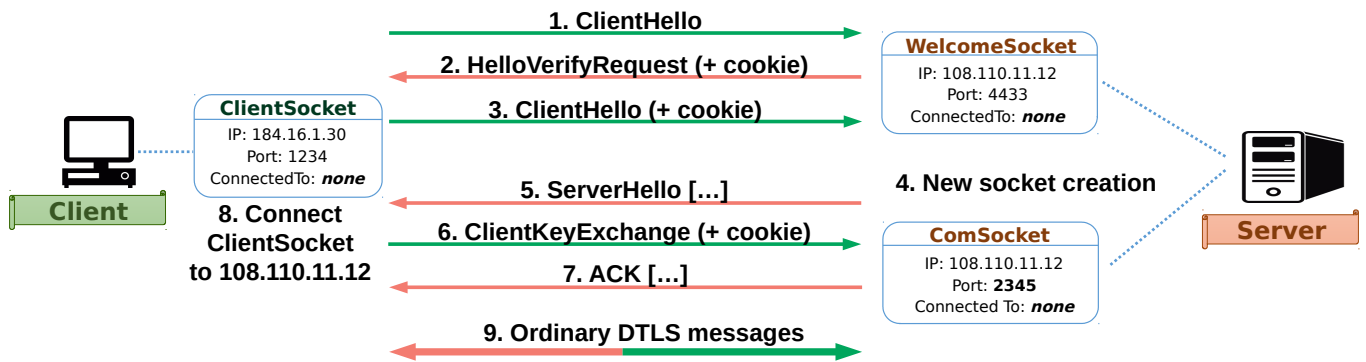 1. ClientHello
WelcomeSocket
IP: 108.110.11.12
Port: 4433
ConnectedTo: none
2. HelloVerifyRequest (+ cookie)
ClientSocket
IP: 184.16.1.30
Port: 1234
ConnectedTo: none
3. ClientHello (+ cookie)
Client
4. New socket creation
5. ServerHello […]
8. Connect
ClientSocket
to 108.110.11.12
6. ClientKeyExchange (+ cookie)
ComSocket
IP: 108.110.11.12
Port: 2345
Connected To: none
Server
7. ACK […]
9. Ordinary DTLS messages